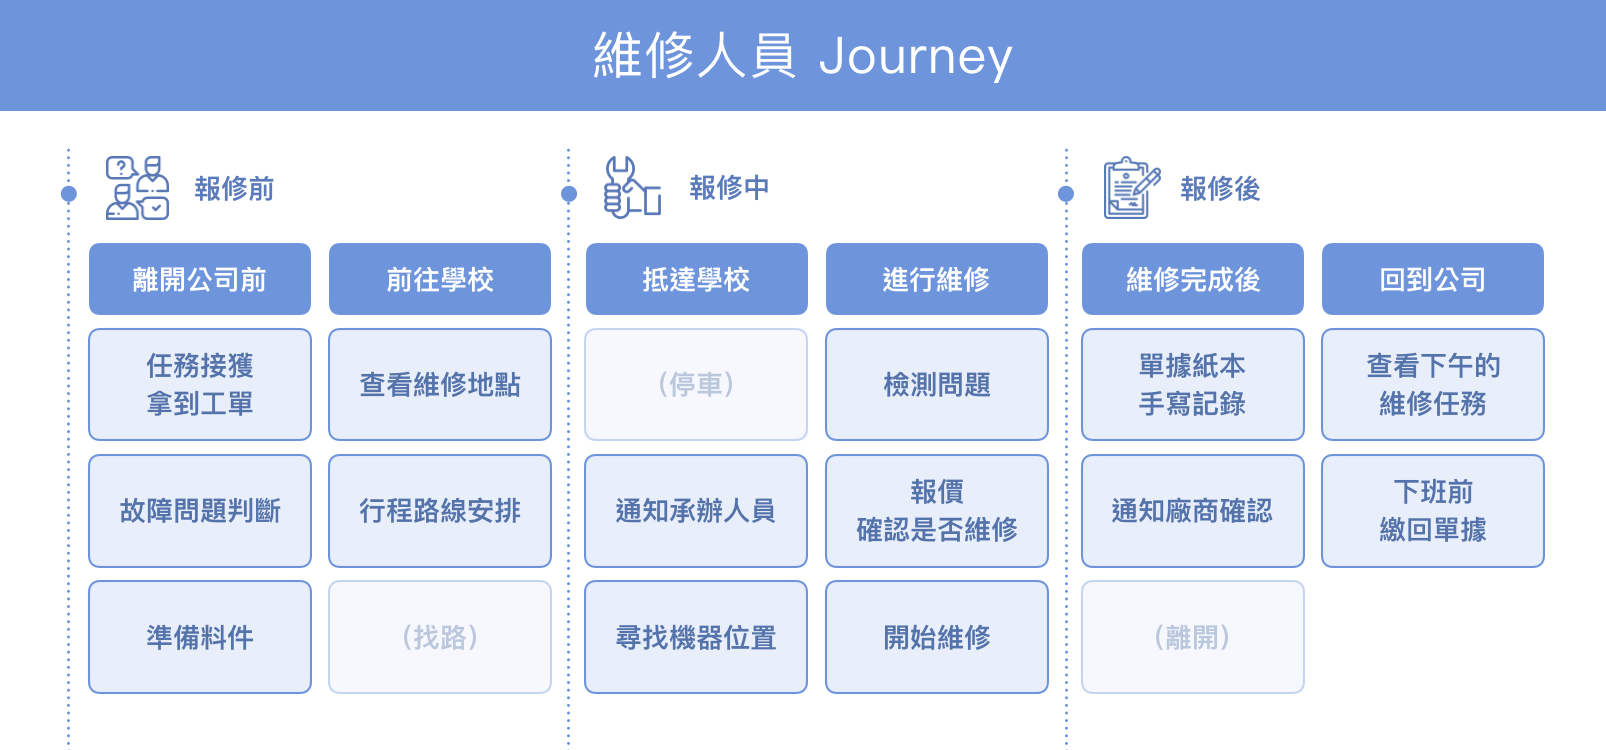 維修人員 Journey
報修前
報修中
報修後
離開公司前
前往學校
抵達學校
進行維修
維修完成後
回到公司
任務接獲
拿到工單
查看維修地點
(停車)
檢測問題
單據紙本
手寫記錄
查看下午的
維修任務
故障問題判斷
行程路線安排
通知承辦人員
報價
確認是否維修
通知廠商確認
下班前
繳回單據
準備料件
(找路)
尋找機器位置
開始維修
(離開)